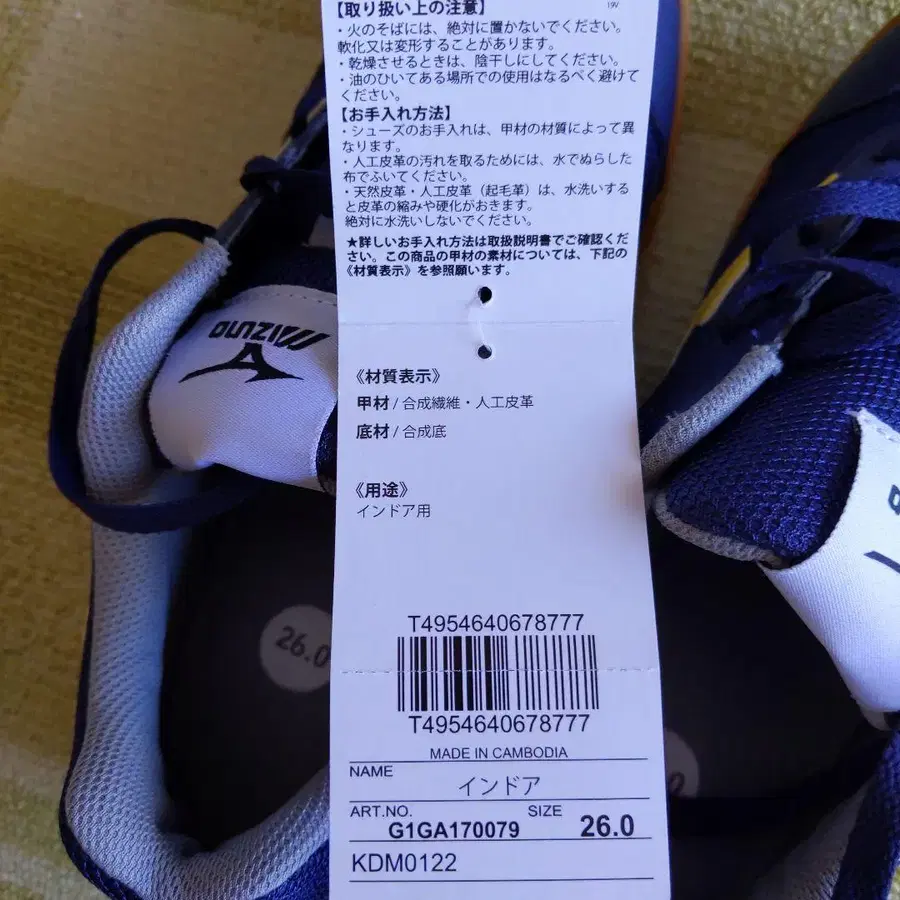 19V
【取り扱い上の注意】
・火のそばには、絶対に置かないでください。
軟化又は変形することがあります。
・乾燥させるときは、陰干しにしてください。
・油のひいてある場所での使用はなるべく避けて
ください。
【お手入れ方法】
・シューズのお手入れは、甲材の材質によって異
なります。
・人工皮革の汚れを取るためには、水でぬらした
布でふいてください。
・天然皮革・人工皮革（起毛革）は、水洗いする
と皮革の縮みや硬化がおきます。
絶対に水洗いしないでください。
★詳しいお手入れ方法は取扱説明書でご確認くだ
さい。この商品の甲材の素材については、下記の
《材質表示》を参照願います。
MIZUNO
《材質表示》
甲材 / 合成繊維・人工皮革
底材 / 合成底
《用途》
インドア用
26.0
T4954640678777
T4954640678777
MADE IN CAMBODIA
NAME
インドア
ART.NO.
SIZE
G1GA170079
26.0
KDM0122